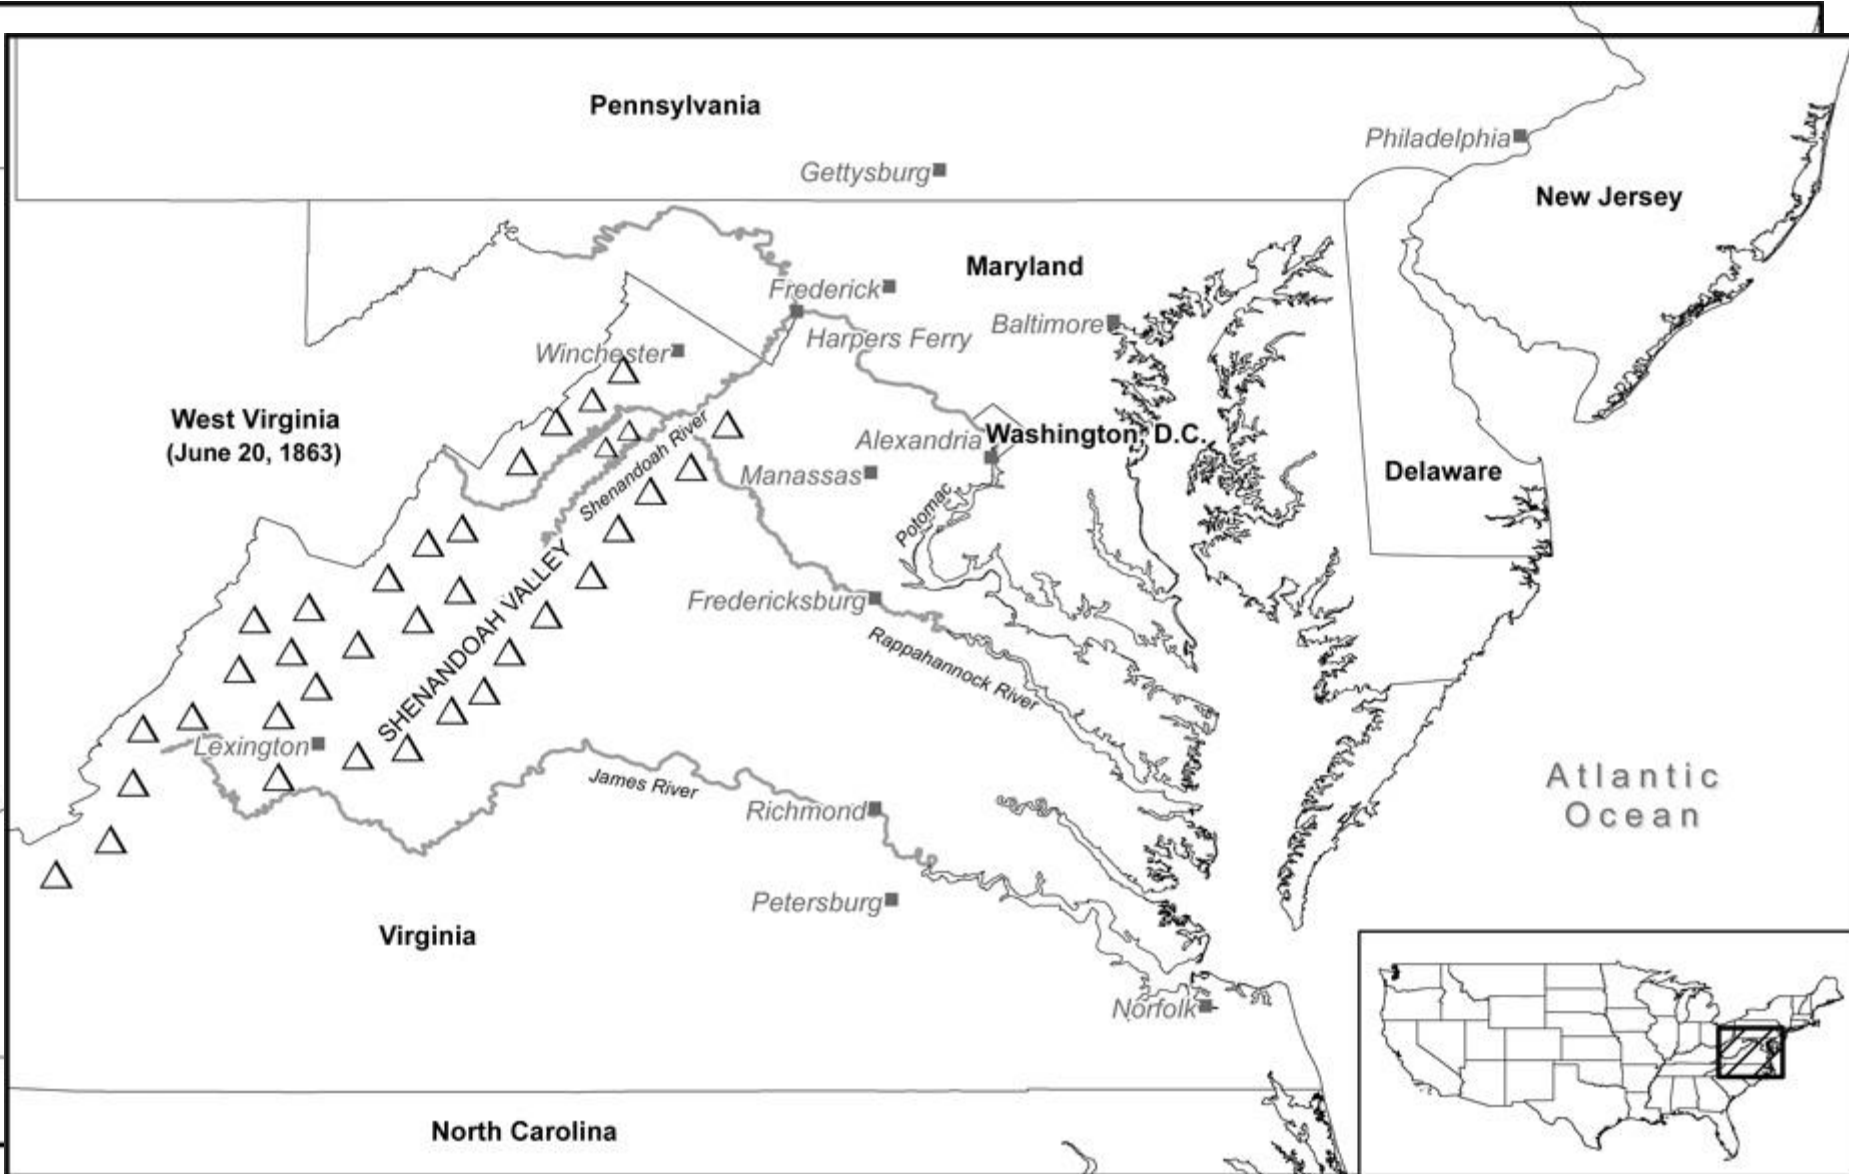 Pennsylvania
Philadelphia
Gettysburg
New Jersey
Maryland
Frederick
Baltimore
Harpers Ferry
Winchester
West Virginia
(June 20, 1863)
Shenandoah River
Alexandria
Washington, D.C.
Manassas
Delaware
Potomac
SHENANDOAH VALLEY
Fredericksburg
Rappahannock River
Lexington
James River
Richmond
Atlantic
Ocean
Petersburg
Virginia
Norfolk
North Carolina